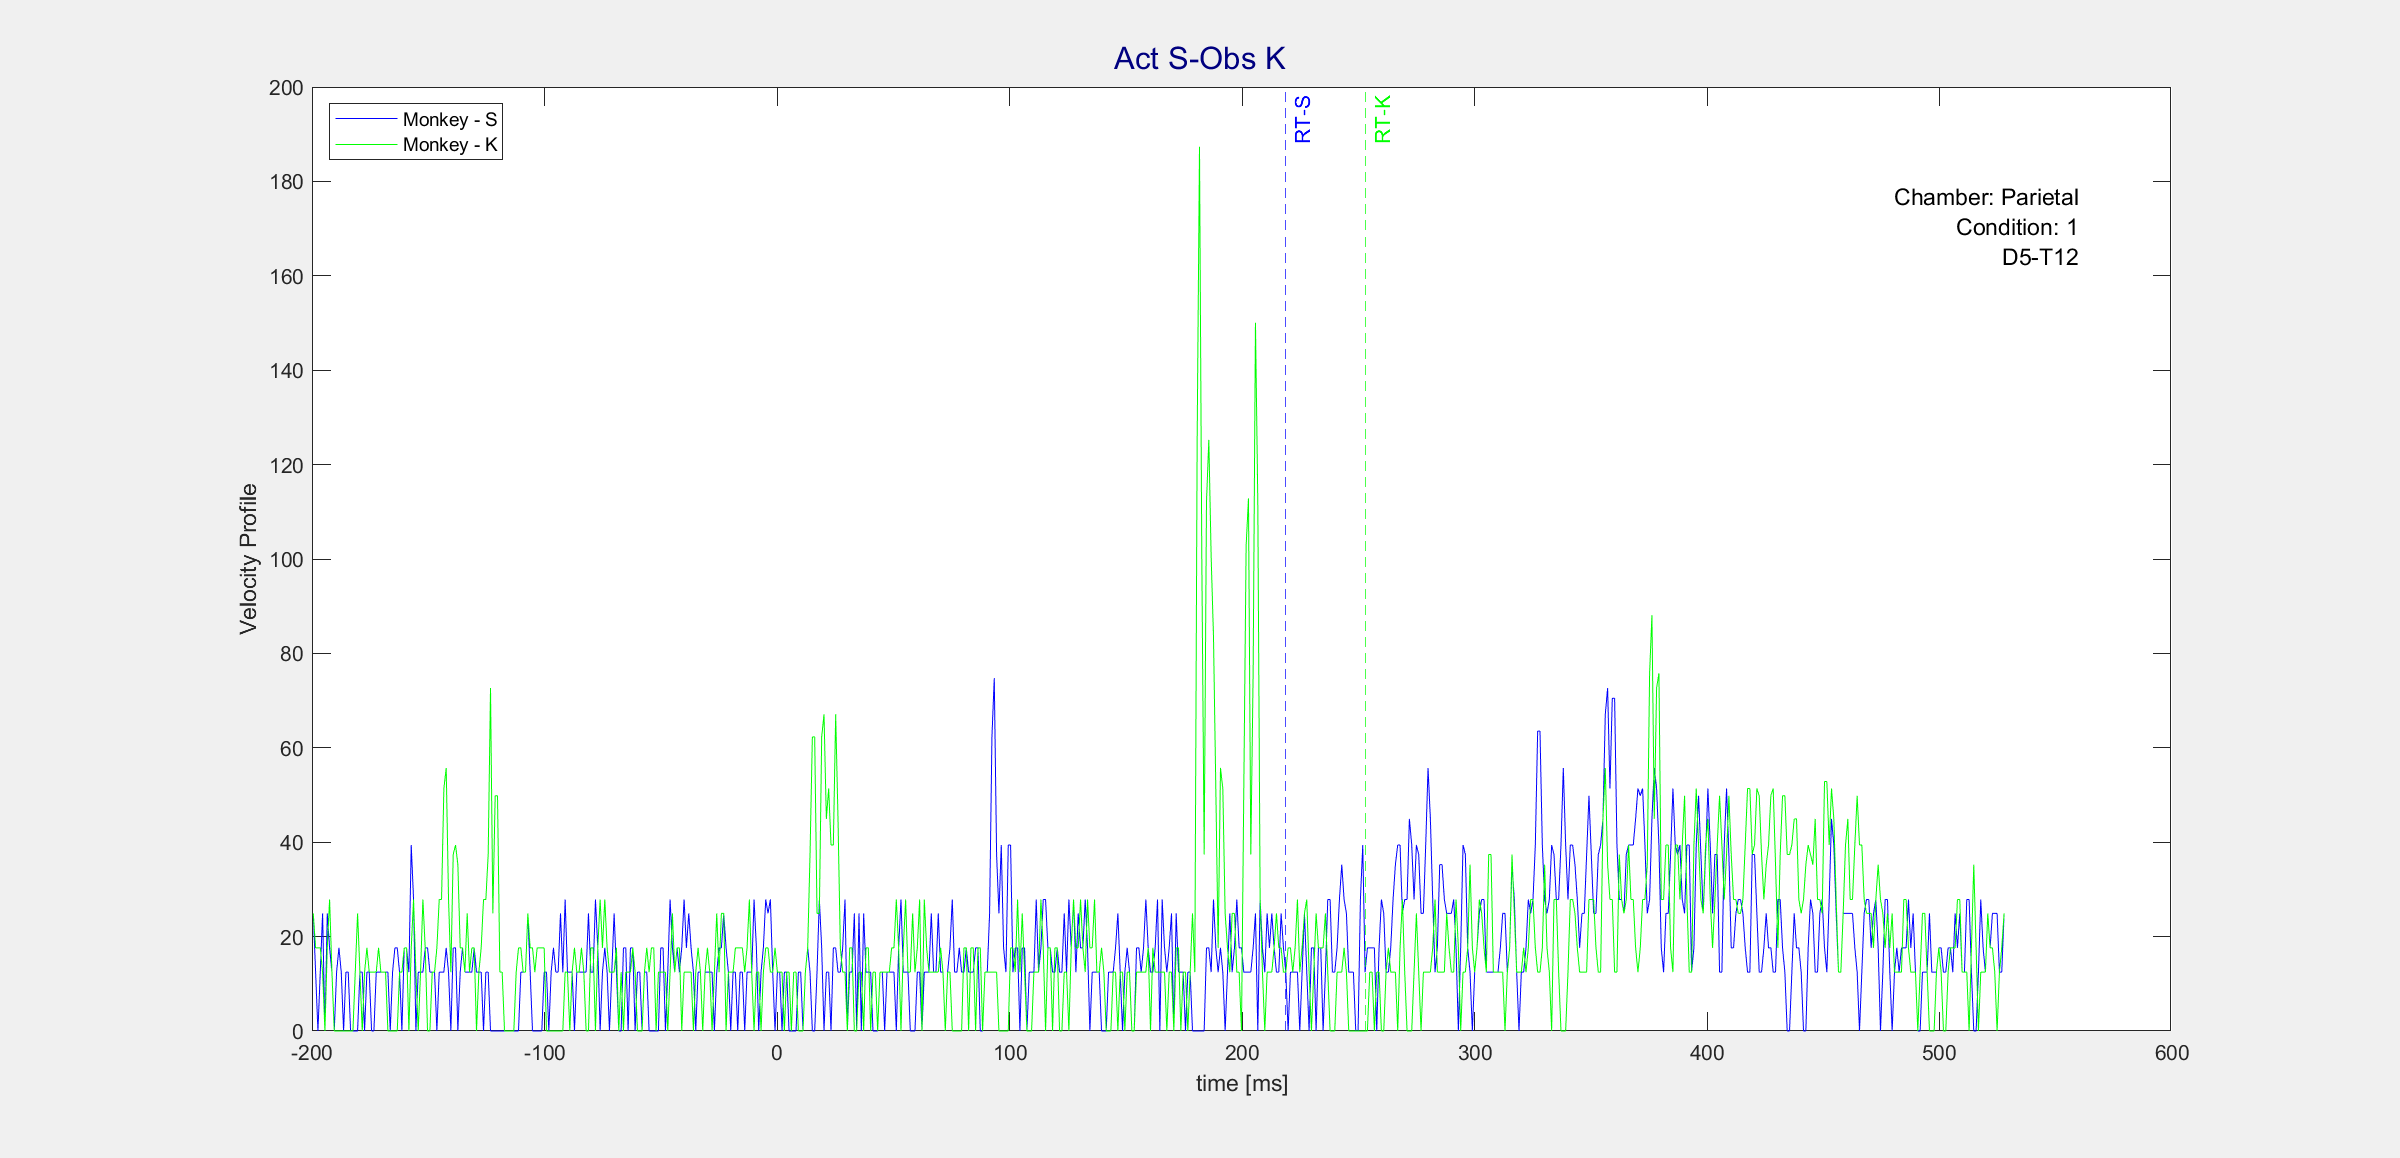 Act S-Obs K
200
180
160
140
120
100
80
60
40
20
0
Velocity Profile
Monkey - S
Monkey - K
RT-S
RT-K
Chamber: Parietal
Condition: 1
D5-T12
-200
-100
0
100
200
300
400
500
600
time [ms]